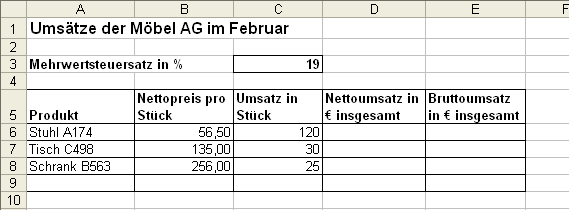 A B C D E F
1 Umsätze der Möbel AG im Februar
2
3 Mehrwertsteuersatz in % 19
4
Nettopreis pro Umsatz in Nettoumsatz in Bruttoumsatz
5 Produkt Stück Stück € insgesamt in € insgesamt
6 Stuhl A174 56,50 120
7 Tisch C498 135,00 30
8 Schrank B563 256,00 25
9
10